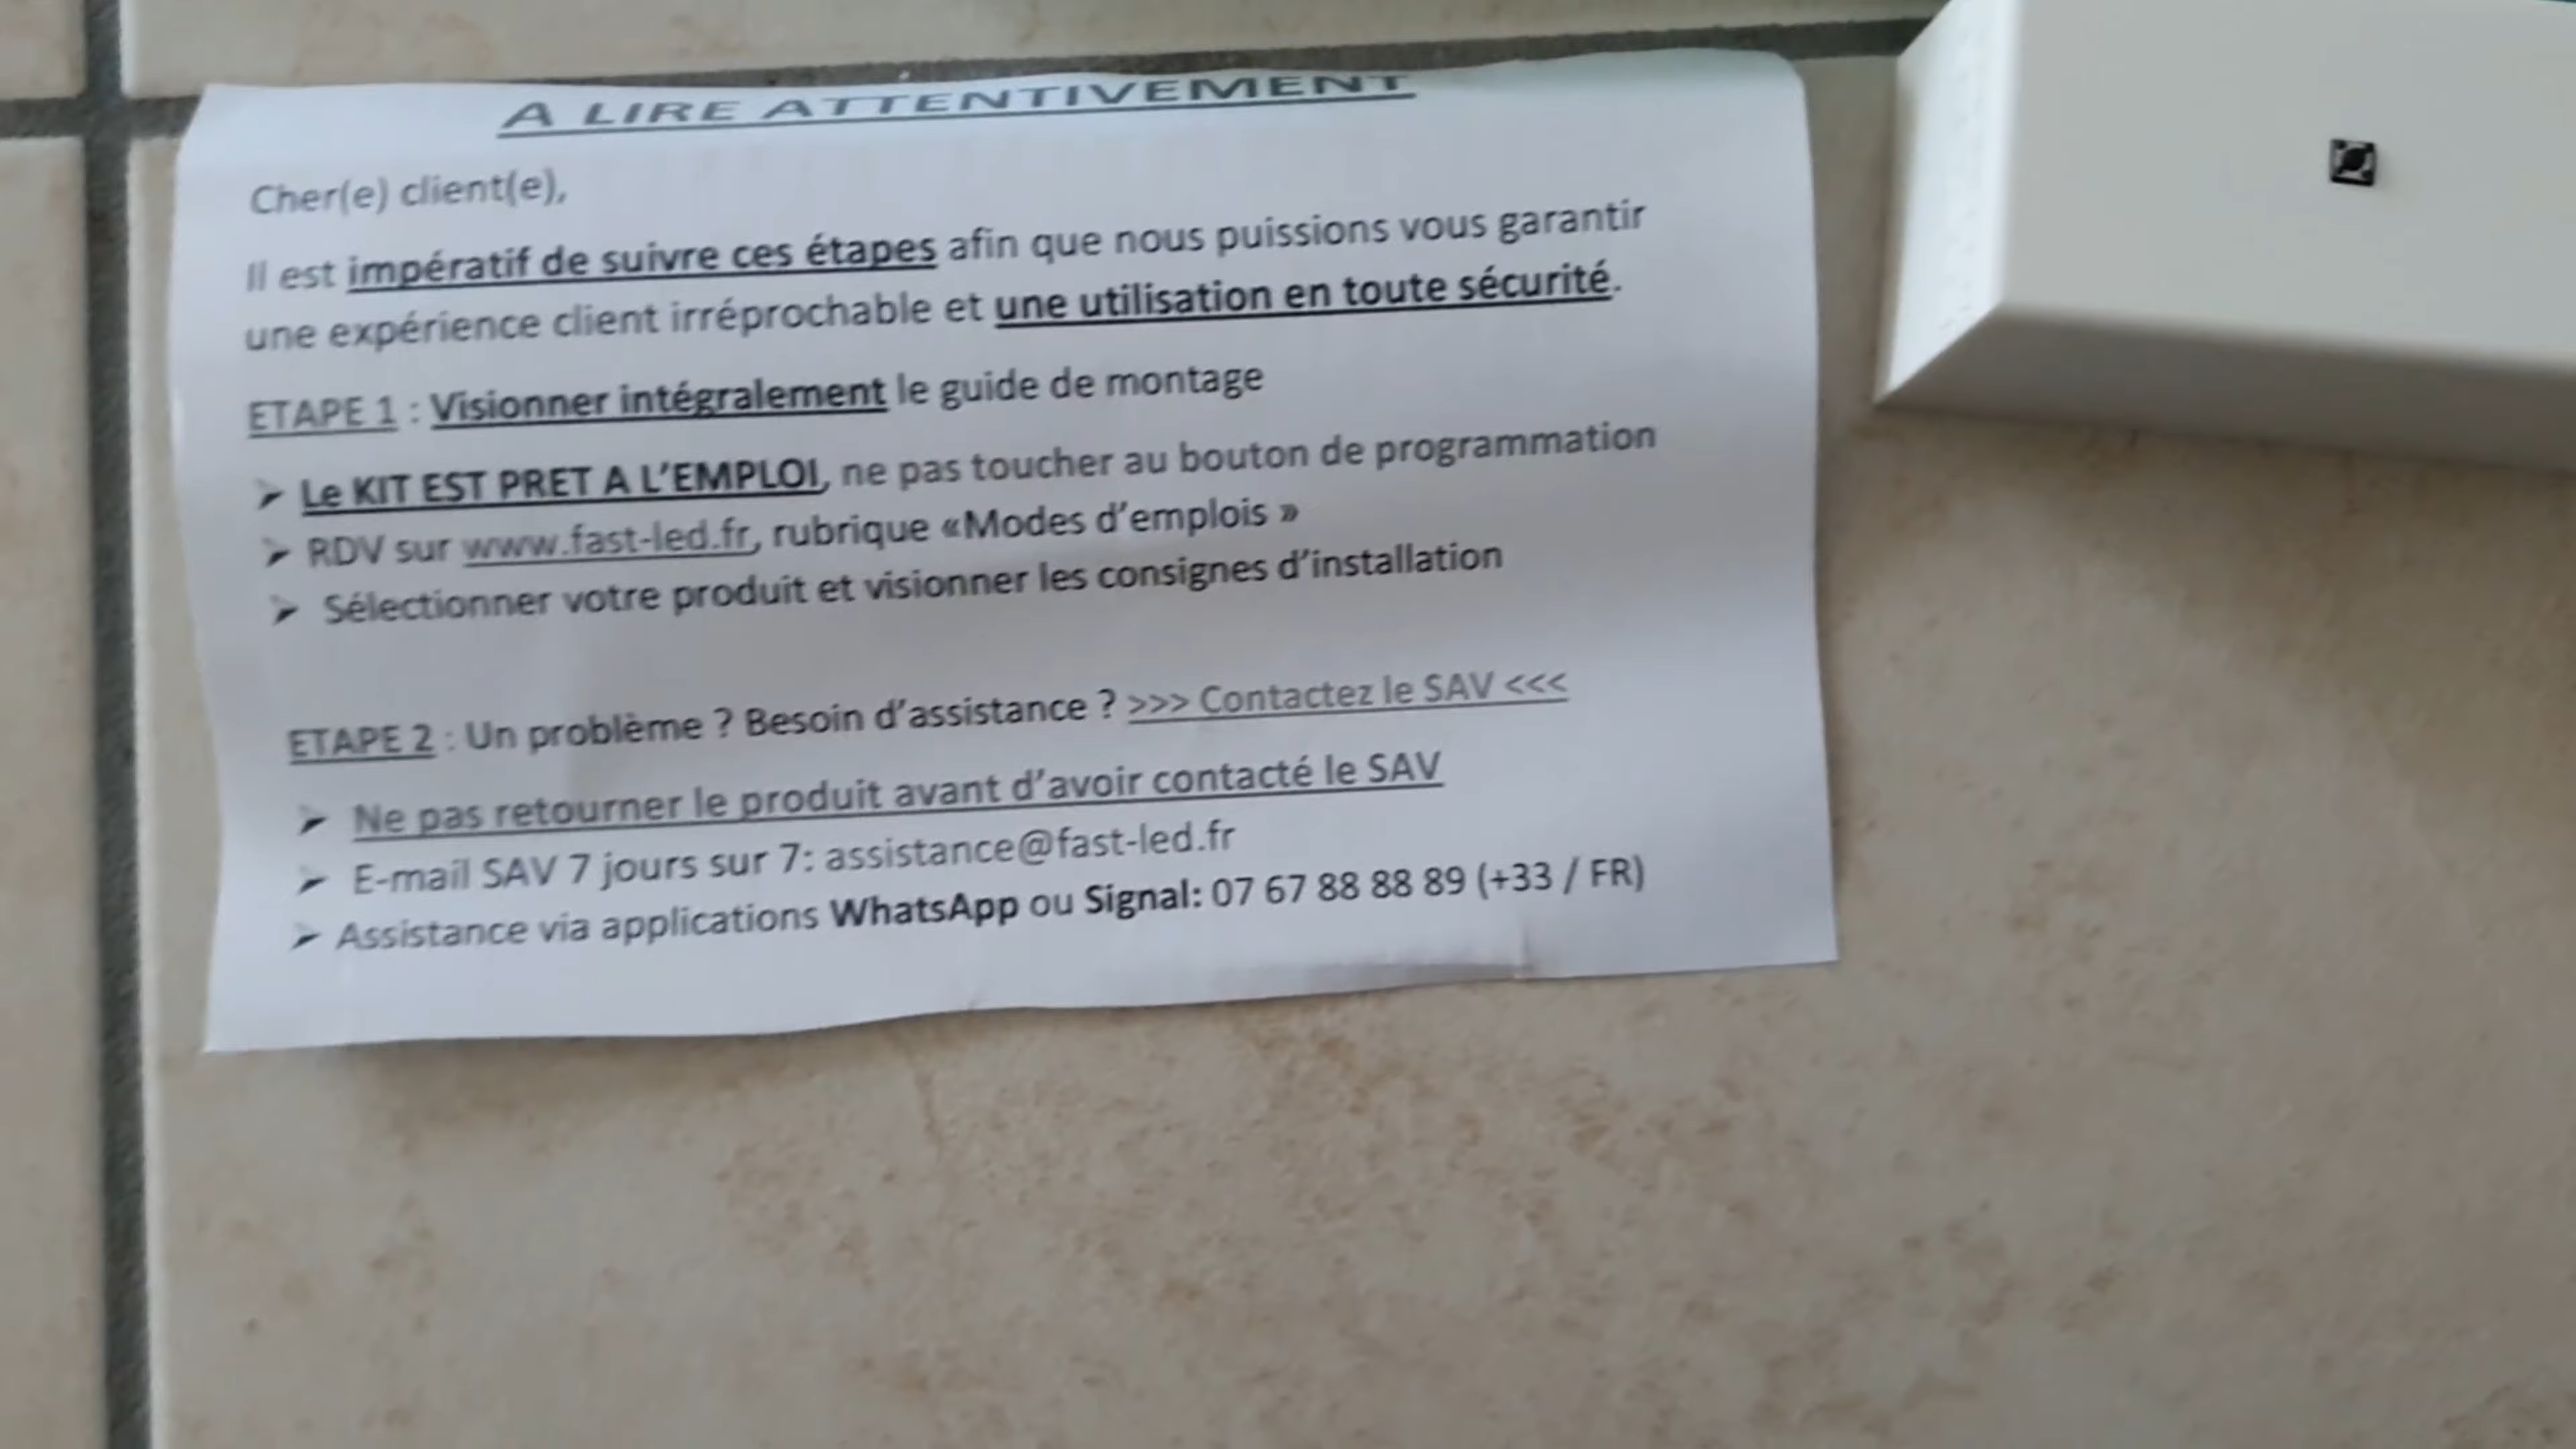 A LIRE ATTENTIVEMENT
Cher(e) client(e),
Il est impératif de suivre ces étapes afin que nous puissions vous garantir
une expérience client irréprochable et une utilisation en toute sécurité.
ETAPE 1 : Visionner intégralement le guide de montage
➢ Le KIT EST PRET A L’EMPLOI, ne pas toucher au bouton de programmation
➢ RDV sur www.fast-led.fr, rubrique «Modes d’emplois »
➢ Sélectionner votre produit et visionner les consignes d’installation
ETAPE 2 : Un problème ? Besoin d’assistance ? >>> Contactez le SAV <<<
➢ Ne pas retourner le produit avant d’avoir contacté le SAV
➢ E-mail SAV 7 jours sur 7: assistance@fast-led.fr
➢ Assistance via applications WhatsApp ou Signal: 07 67 88 88 89 (+33 / FR)